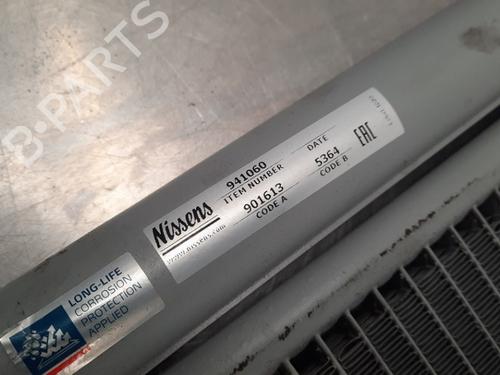 B-PARTS
Nissens
www.nissens.com
941060
ITEM NUMBER
DATE
901613
CODE A
5364
CODE B
EAC
LONG-LIFE
CORROSION
PROTECTION
APPLIED